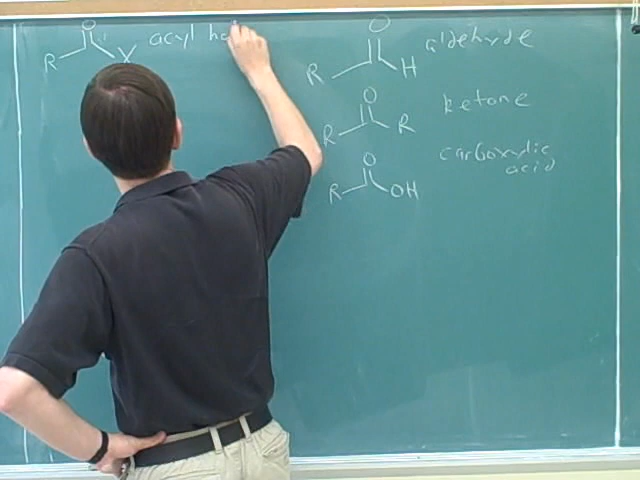 O
R X acyl ha
O
R H aldehyde
O
R R ketone
O
R OH carboxylic
acid